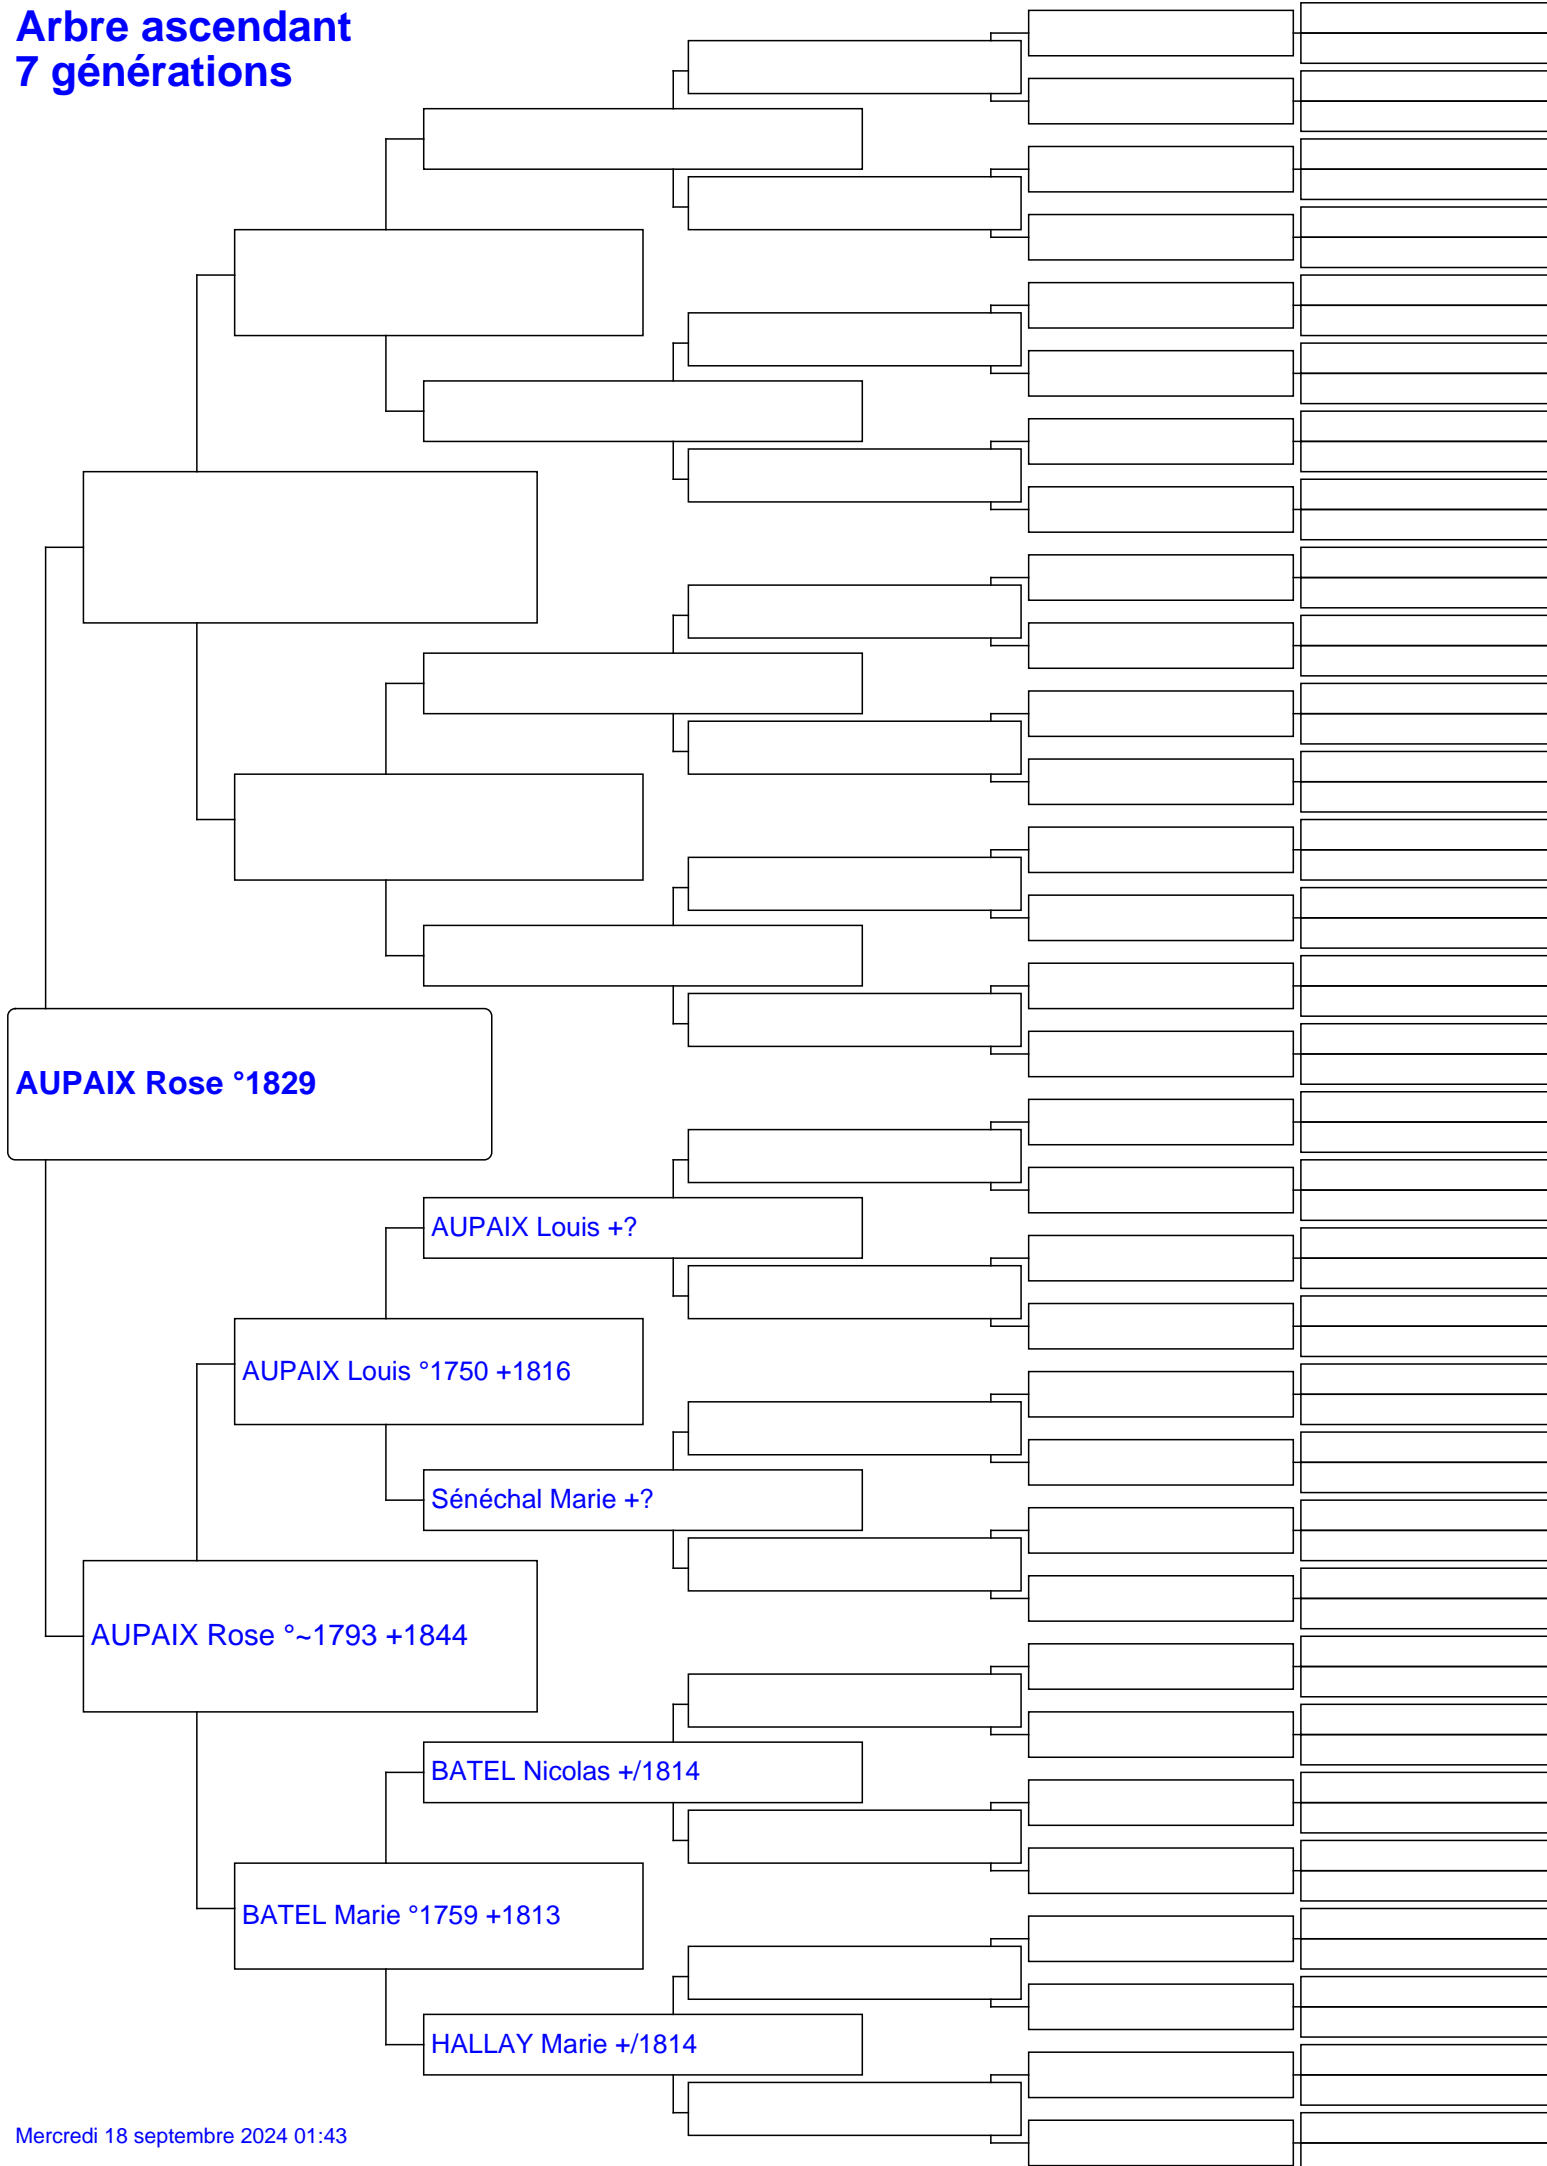 Arbre ascendant
7 générations
AUPAIX Rose °1829
AUPAIX Louis +?
AUPAIX Louis °1750 +1816
Sénéchal Marie +?
AUPAIX Rose °~1793 +1844
BATEL Nicolas +/1814
BATEL Marie °1759 +1813
HALLAY Marie +/1814
Mercredi 18 septembre 2024 01:43